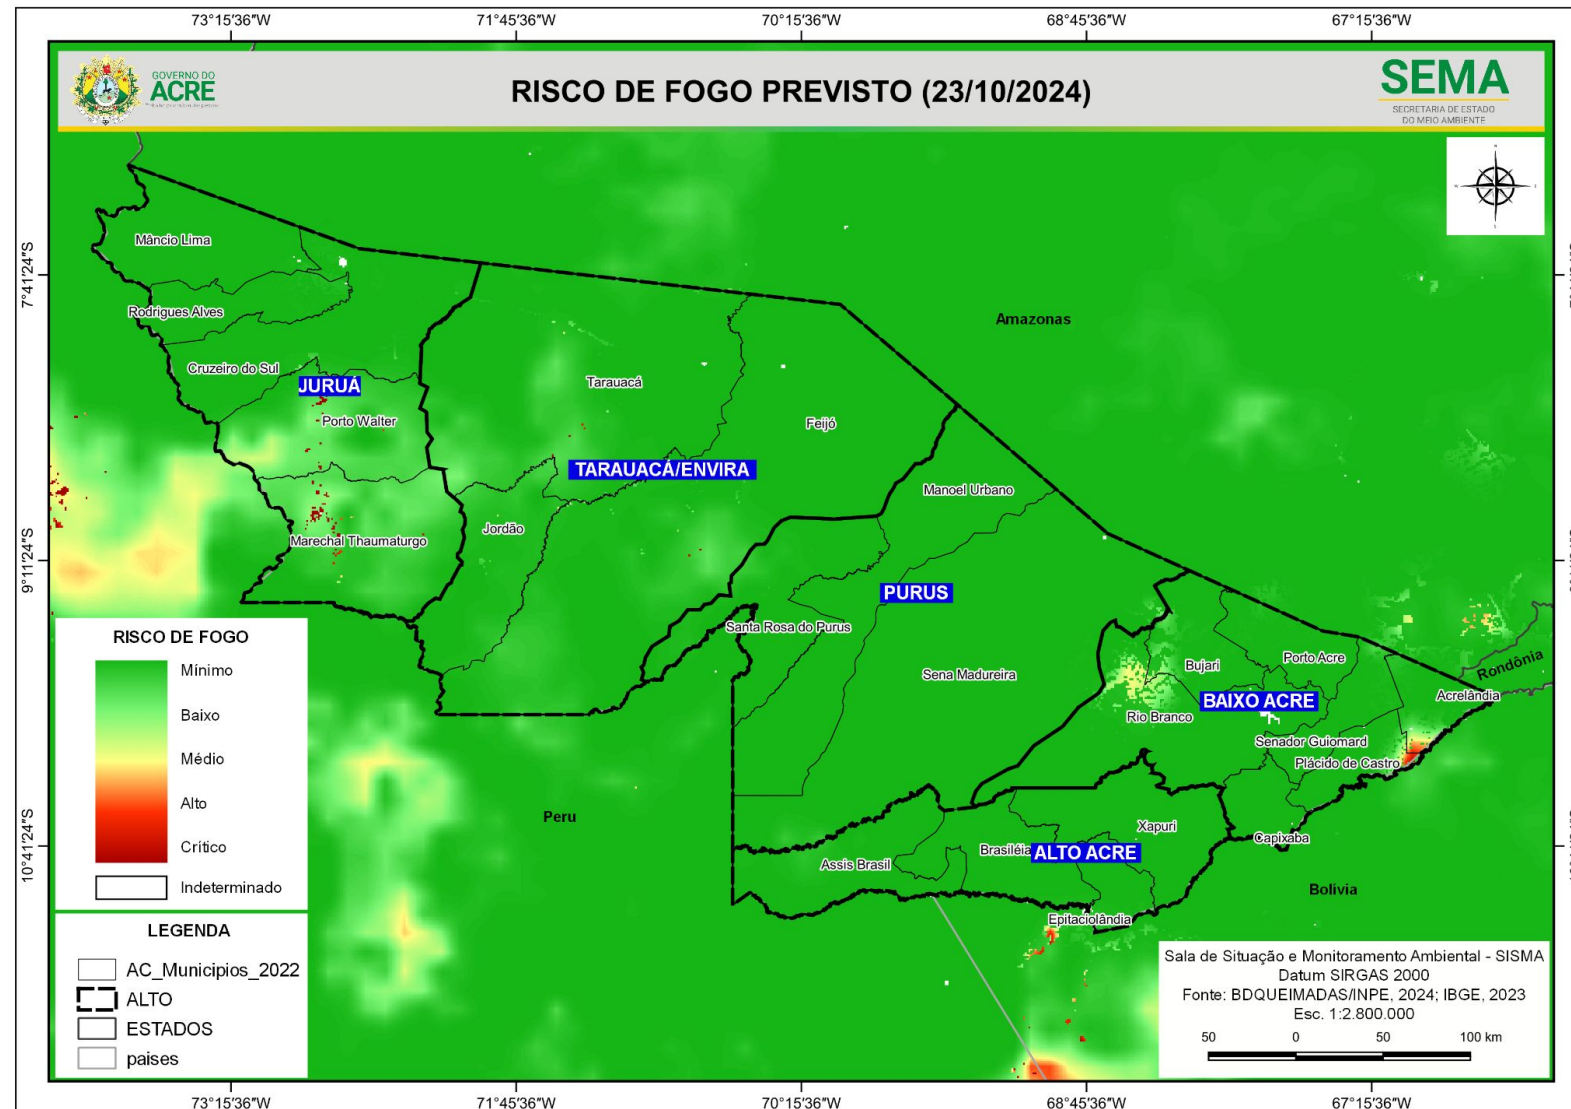 73°15'36"W 71°45'36"W 70°15'36"W 68°45'36"W 67°15'36"W
GOVERNO DO
ACRE
RISCO DE FOGO PREVISTO (23/10/2024)
SEMA
SECRETARIA DE ESTADO
DO MEIO AMBIENTE
Mâncio Lima
7°41'24"S
Rodrigues Alves
Amazonas
Cruzeiro do Sul
JURUÁ
Tarauacá
Porto Walter
Feijó
TARAUACÁ/ENVIRA
Manoel Urbano
Jordão
Marechal Thaumaturgo
9°11'24"S
PURUS
Santa Rosa do Purus
Sena Madureira
Bujari
Porto Acre
Rondônia
Acrelândia
BAIXO ACRE
Rio Branco
Senador Guiomard
Plácido de Castro
Peru
Xapuri
Capixaba
Brasiléia
ALTO ACRE
Assis Brasil
10°41'24"S
Bolivia
Epitaciolândia
RISCO DE FOGO
Mínimo
Baixo
Médio
Alto
Crítico
Indeterminado
LEGENDA
AC_Municipios_2022
ALTO
ESTADOS
paises
Sala de Situação e Monitoramento Ambiental - SISMA
Datum SIRGAS 2000
Fonte: BDQUEIMADAS/INPE, 2024; IBGE, 2023
Esc. 1:2.800.000
50 0 50 100 km
73°15'36"W 71°45'36"W 70°15'36"W 68°45'36"W 67°15'36"W